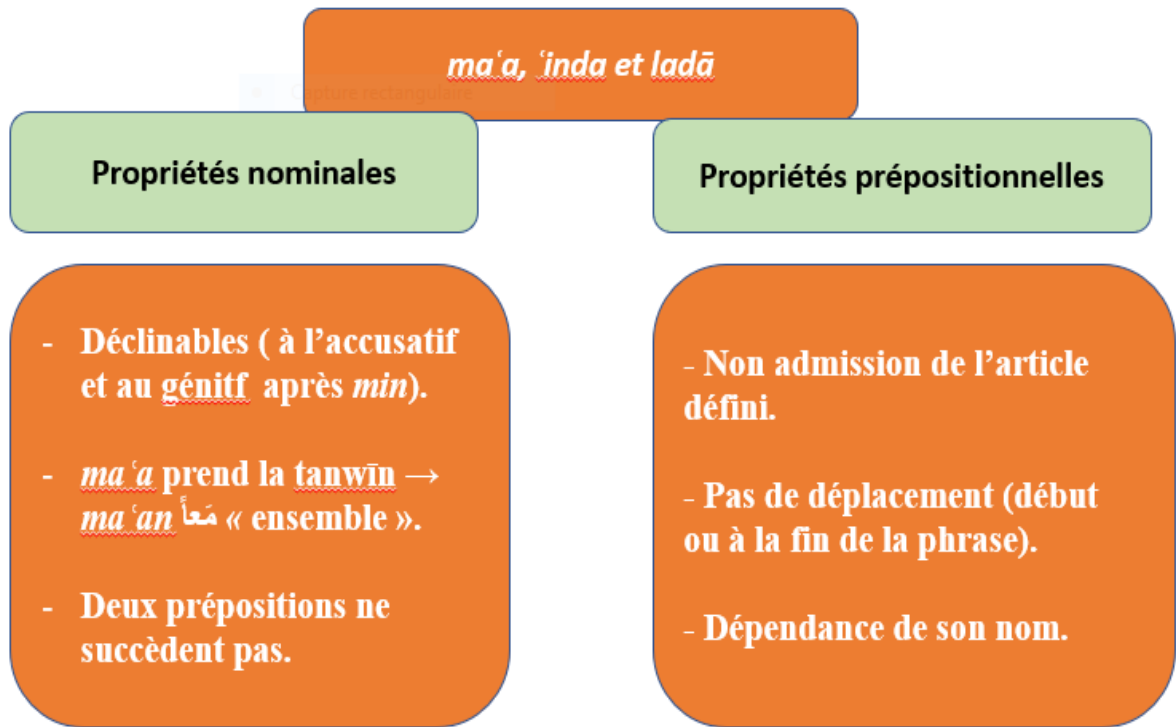 maʿa, ʿinda et ladā
Capture rectangulaire
Propriétés nominales
Propriétés prépositionnelles
- Déclinables ( à l’accusatif
et au génitf après min).
- maʿa prend la tanwīn →
maʿan مَعاً « ensemble ».
- Deux prépositions ne
succèdent pas.
- Non admission de l’article
défini.
- Pas de déplacement (début
ou à la fin de la phrase).
- Dépendance de son nom.